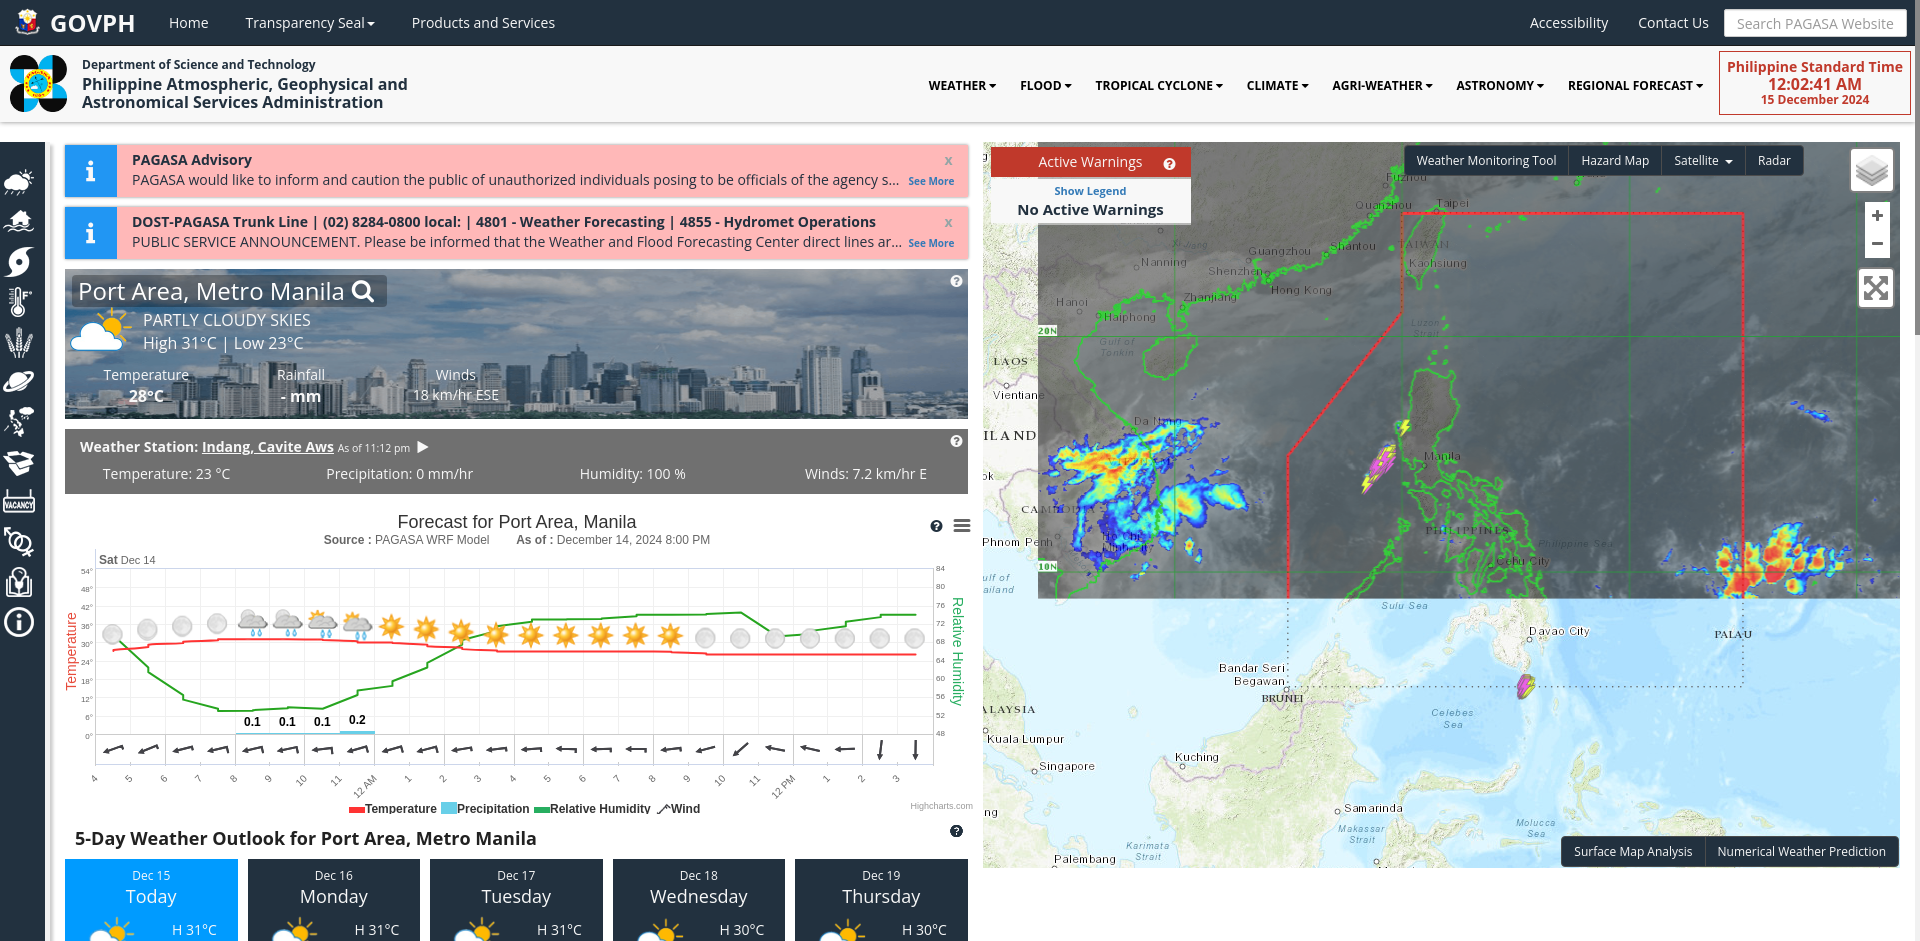 GOVPH
Home
Transparency Seal
Products and Services
Accessibility
Contact Us
Search PAGASA Website
Department of Science and Technology
Philippine Atmospheric, Geophysical and
Astronomical Services Administration
WEATHER
FLOOD
TROPICAL CYCLONE
CLIMATE
AGRI-WEATHER
ASTRONOMY
REGIONAL FORECAST
Philippine Standard Time
12:02:41 AM
15 December 2024
VACANCY
PAGASA Advisory
x
PAGASA would like to inform and caution the public of unauthorized individuals posing to be officials of the agency s... See More
DOST-PAGASA Trunk Line | (02) 8284-0800 local: | 4801 - Weather Forecasting | 4855 - Hydromet Operations
x
PUBLIC SERVICE ANNOUNCEMENT. Please be informed that the Weather and Flood Forecasting Center direct lines ar... See More
Port Area, Metro Manila
PARTLY CLOUDY SKIES
High 31°C | Low 23°C
Temperature
Rainfall
Winds
28°C
- mm
18 km/hr ESE
Weather Station: Indang, Cavite Aws As of 11:12 pm
Temperature: 23 °C
Precipitation: 0 mm/hr
Humidity: 100 %
Winds: 7.2 km/hr E
Forecast for Port Area, Manila
Source : PAGASA WRF Model As of : December 14, 2024 8:00 PM
Sat Dec 14
54°
48°
42°
36°
30°
24°
18°
12°
6°
0°
Temperature
84
80
76
72
68
64
60
56
52
48
Relative Humidity
0.1
0.1
0.1
0.2
4
5
6
7
8
9
10
11
12 AM
1
2
3
4
5
6
7
8
9
10
11
12 PM
1
2
3
Temperature
Precipitation
Relative Humidity
Wind
Highcharts.com
5-Day Weather Outlook for Port Area, Metro Manila
Dec 15
Today
H 31°C
Dec 16
Monday
H 31°C
Dec 17
Tuesday
H 31°C
Dec 18
Wednesday
H 30°C
Dec 19
Thursday
H 30°C
Active Warnings
Show Legend
No Active Warnings
Weather Monitoring Tool
Hazard Map
Satellite
Radar
+
−
Fuzhou
Quanzhou
Taipei
TAIWAN
Kaohsiung
Shantou
Guangzhou
Shenzhen
Hong Kong
Nanning
Zhanjiang
Hanoi
Haiphong
20N
Gulf of
Tonkin
Luzon
Strait
LAOS
Vientiane
Da Nang
ILAND
Manila
ok
CAMBODIA
Phnom Penh
Ho Chi
Minh City
PHILIPPINES
Philippine Sea
Cebu City
10N
ulf of
ailand
Sulu Sea
Davao City
PALAU
Bandar Seri
Begawan
BRUNEI
ALAYSIA
Celebes
Sea
Kuala Lumpur
Kuching
Singapore
Samarinda
ng
Makassar
Strait
Molucca
Sea
Karimata
Strait
Palembang
Surface Map Analysis
Numerical Weather Prediction